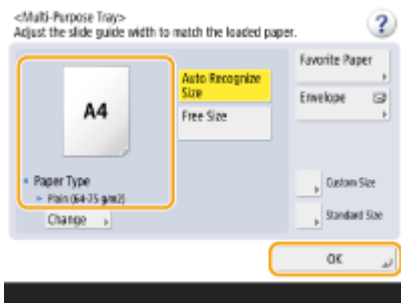 <Multi-Purpose Tray>
Adjust the slide guide width to match the loaded paper.
?
Favorite Paper
Auto Recognize
Size
Envelope
A4
Free Size
Paper Type
Plain (64-75 g/m2)
Change
Custom Size
Standard Size
OK